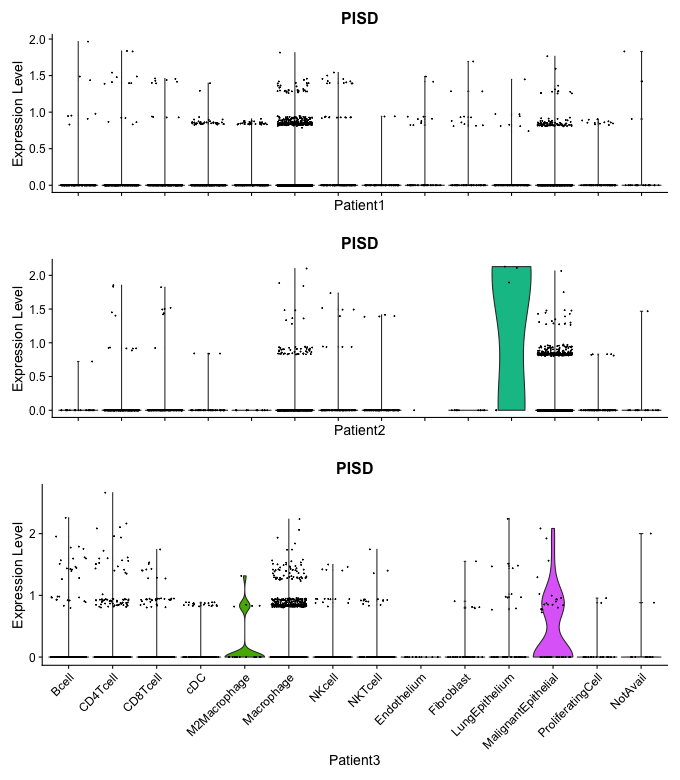 PISD
Expression Level
2.0
1.5
1.0
0.5
0.0
Patient1
PISD
Expression Level
2.0
1.5
1.0
0.5
0.0
Patient2
PISD
Expression Level
2
1
0
Bcell
CD4Tcell
CD8Tcell
cDC
M2Macrophage
Macrophage
NKcell
NKTcell
Endothelium
Fibroblast
LungEpithelium
MalignantEpithelial
ProliferatingCell
NotAvail
Patient3